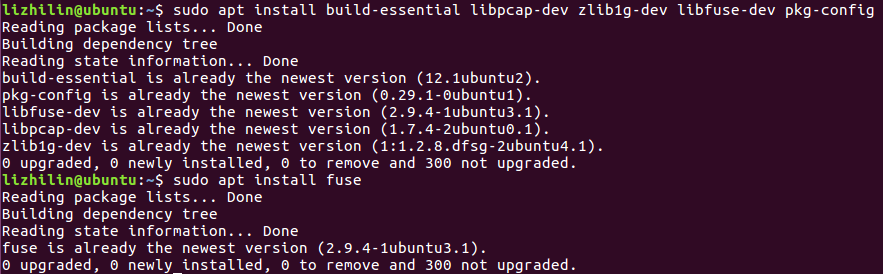 lizhilin@ubuntu:~$ sudo apt install build-essential libpcap-dev zlib1g-dev libfuse-dev pkg-config
Reading package lists... Done
Building dependency tree
Reading state information... Done
build-essential is already the newest version (12.1ubuntu2).
pkg-config is already the newest version (0.29.1-0ubuntu1).
libfuse-dev is already the newest version (2.9.4-1ubuntu3.1).
libpcap-dev is already the newest version (1.7.4-2ubuntu0.1).
zlib1g-dev is already the newest version (1:1.2.8.dfsg-2ubuntu4.1).
0 upgraded, 0 newly installed, 0 to remove and 300 not upgraded.
lizhilin@ubuntu:~$ sudo apt install fuse
Reading package lists... Done
Building dependency tree
Reading state information... Done
fuse is already the newest version (2.9.4-1ubuntu3.1).
0 upgraded, 0 newly installed, 0 to remove and 300 not upgraded.